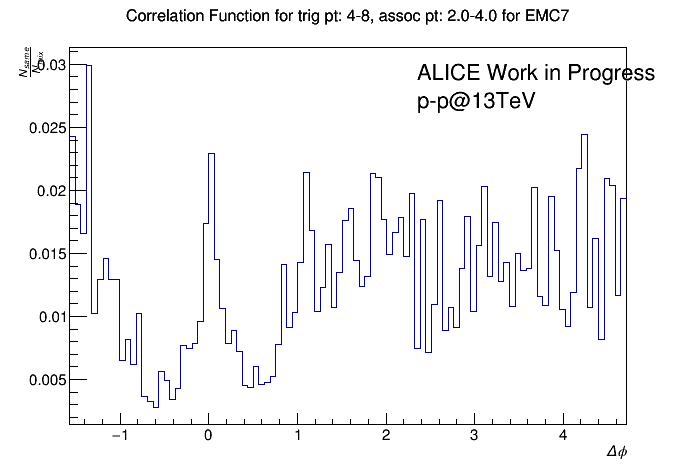 Correlation Function for trig pt: 4-8, assoc pt: 2.0-4.0 for EMC7
N_same
N_mix
ALICE Work in Progress
p-p@13TeV
0.03
0.025
0.02
0.015
0.01
0.005
−1 0 1 2 3 4
Δϕ